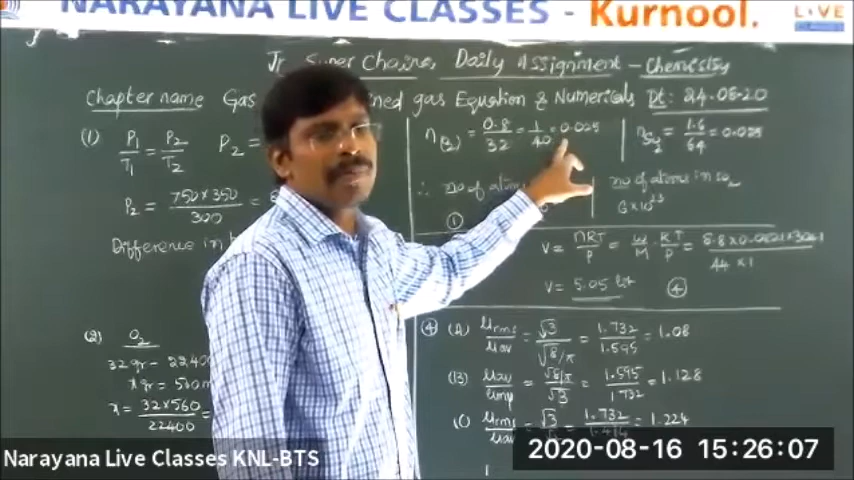 NARAYANA LIVE CLASSES - Kurnool.
LIVE
Jr Super Chaina Daily Assignment - Chemistry
Chapter name Gas gas Equation & Numericals Dt: 24.08.20
(1) P1/T1 = P2/T2 P2 =
P2 = 750×350/300 =
Difference in
(2) O2
32gr = 22400
xgr = 560m
x = 32×560/22400 =
n(O2) = 0.8/32 = 1/40 = 0.025
nSO2 = 1.6/64 = 0.025
∴ no of atoms
no of atoms in SO2
6×10^23
①
V = nRT/P = W/M · RT/P = 8.8×0.0821× /44×1
V = 5.05 lit ④
④ (A) Urms/Uav = √3/√8/π = 1.732/1.595 = 1.08
(B) Uav/Ump = √8/π/√3 = 1.595/1.732 = 1.128
(C) Urms/Uav = √3/ = 1.732/1.414 = 1.224
Narayana Live Classes KNL-BTS
2020-08-16 15:26:07